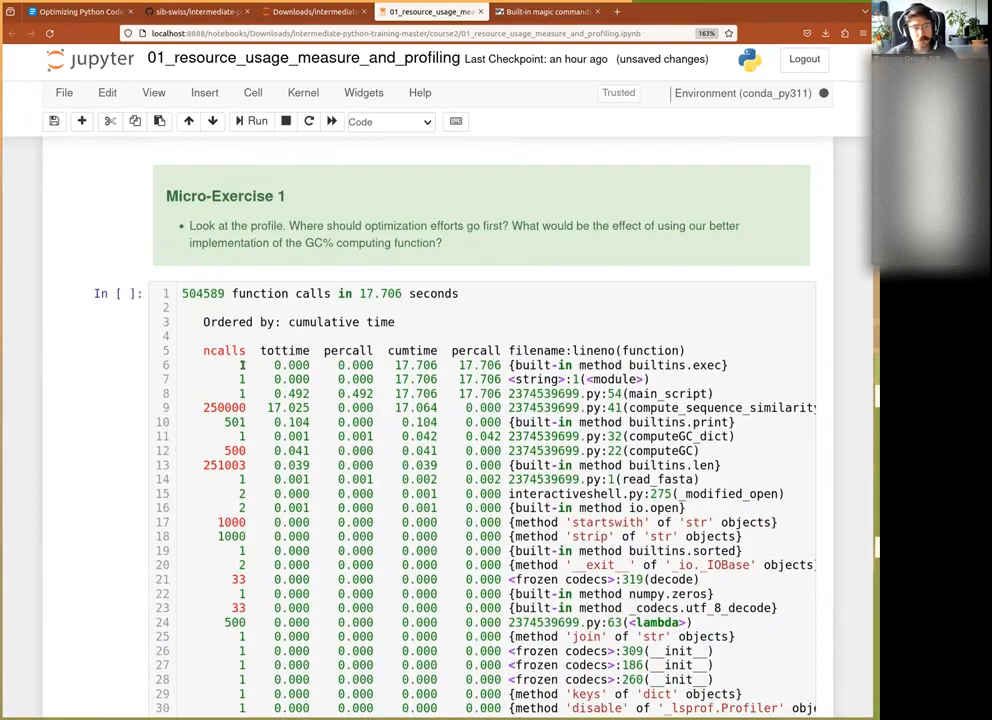 Optimizing Python Code
sib-swiss/intermediate-p
Downloads/intermediate
01_resource_usage_mea
Built-in magic command
localhost:8888/notebooks/Downloads/intermediate-python-training-master/course2/01_resource_usage_measure_and_profiling.ipynb
163%
jupyter 01_resource_usage_measure_and_profiling Last Checkpoint: an hour ago (unsaved changes)
Logout
File Edit View Insert Cell Kernel Widgets Help
Trusted
Environment (conda_py311)
Run
Code
Micro-Exercise 1
• Look at the profile. Where should optimization efforts go first? What would be the effect of using our better
implementation of the GC% computing function?
In [ ]:
1 504589 function calls in 17.706 seconds
2
3 Ordered by: cumulative time
4
5 ncalls tottime percall cumtime percall filename:lineno(function)
6 1 0.000 0.000 17.706 17.706 {built-in method builtins.exec}
7 1 0.000 0.000 17.706 17.706 <string>:1(<module>)
8 1 0.492 0.492 17.706 17.706 2374539699.py:54(main_script)
9 250000 17.025 0.000 17.064 0.000 2374539699.py:41(compute_sequence_similarity
10 501 0.104 0.000 0.104 0.000 {built-in method builtins.print}
11 1 0.001 0.001 0.042 0.042 2374539699.py:32(computeGC_dict)
12 500 0.041 0.000 0.041 0.000 2374539699.py:22(computeGC)
13 251003 0.039 0.000 0.039 0.000 {built-in method builtins.len}
14 1 0.001 0.001 0.002 0.002 2374539699.py:1(read_fasta)
15 2 0.000 0.000 0.001 0.000 interactiveshell.py:275(_modified_open)
16 2 0.001 0.000 0.001 0.000 {built-in method io.open}
17 1000 0.000 0.000 0.000 0.000 {method 'startswith' of 'str' objects}
18 1000 0.000 0.000 0.000 0.000 {method 'strip' of 'str' objects}
19 1 0.000 0.000 0.000 0.000 {built-in method builtins.sorted}
20 2 0.000 0.000 0.000 0.000 {method '__exit__' of '_io._IOBase' objects}
21 33 0.000 0.000 0.000 0.000 <frozen codecs>:319(decode)
22 1 0.000 0.000 0.000 0.000 {built-in method numpy.zeros}
23 33 0.000 0.000 0.000 0.000 {built-in method _codecs.utf_8_decode}
24 500 0.000 0.000 0.000 0.000 2374539699.py:63(<lambda>)
25 1 0.000 0.000 0.000 0.000 {method 'join' of 'str' objects}
26 1 0.000 0.000 0.000 0.000 <frozen codecs>:309(__init__)
27 1 0.000 0.000 0.000 0.000 <frozen codecs>:186(__init__)
28 1 0.000 0.000 0.000 0.000 <frozen codecs>:260(__init__)
29 1 0.000 0.000 0.000 0.000 {method 'keys' of 'dict' objects}
30 1 0.000 0.000 0.000 0.000 {method 'disable' of '_lsprof.Profiler' obje